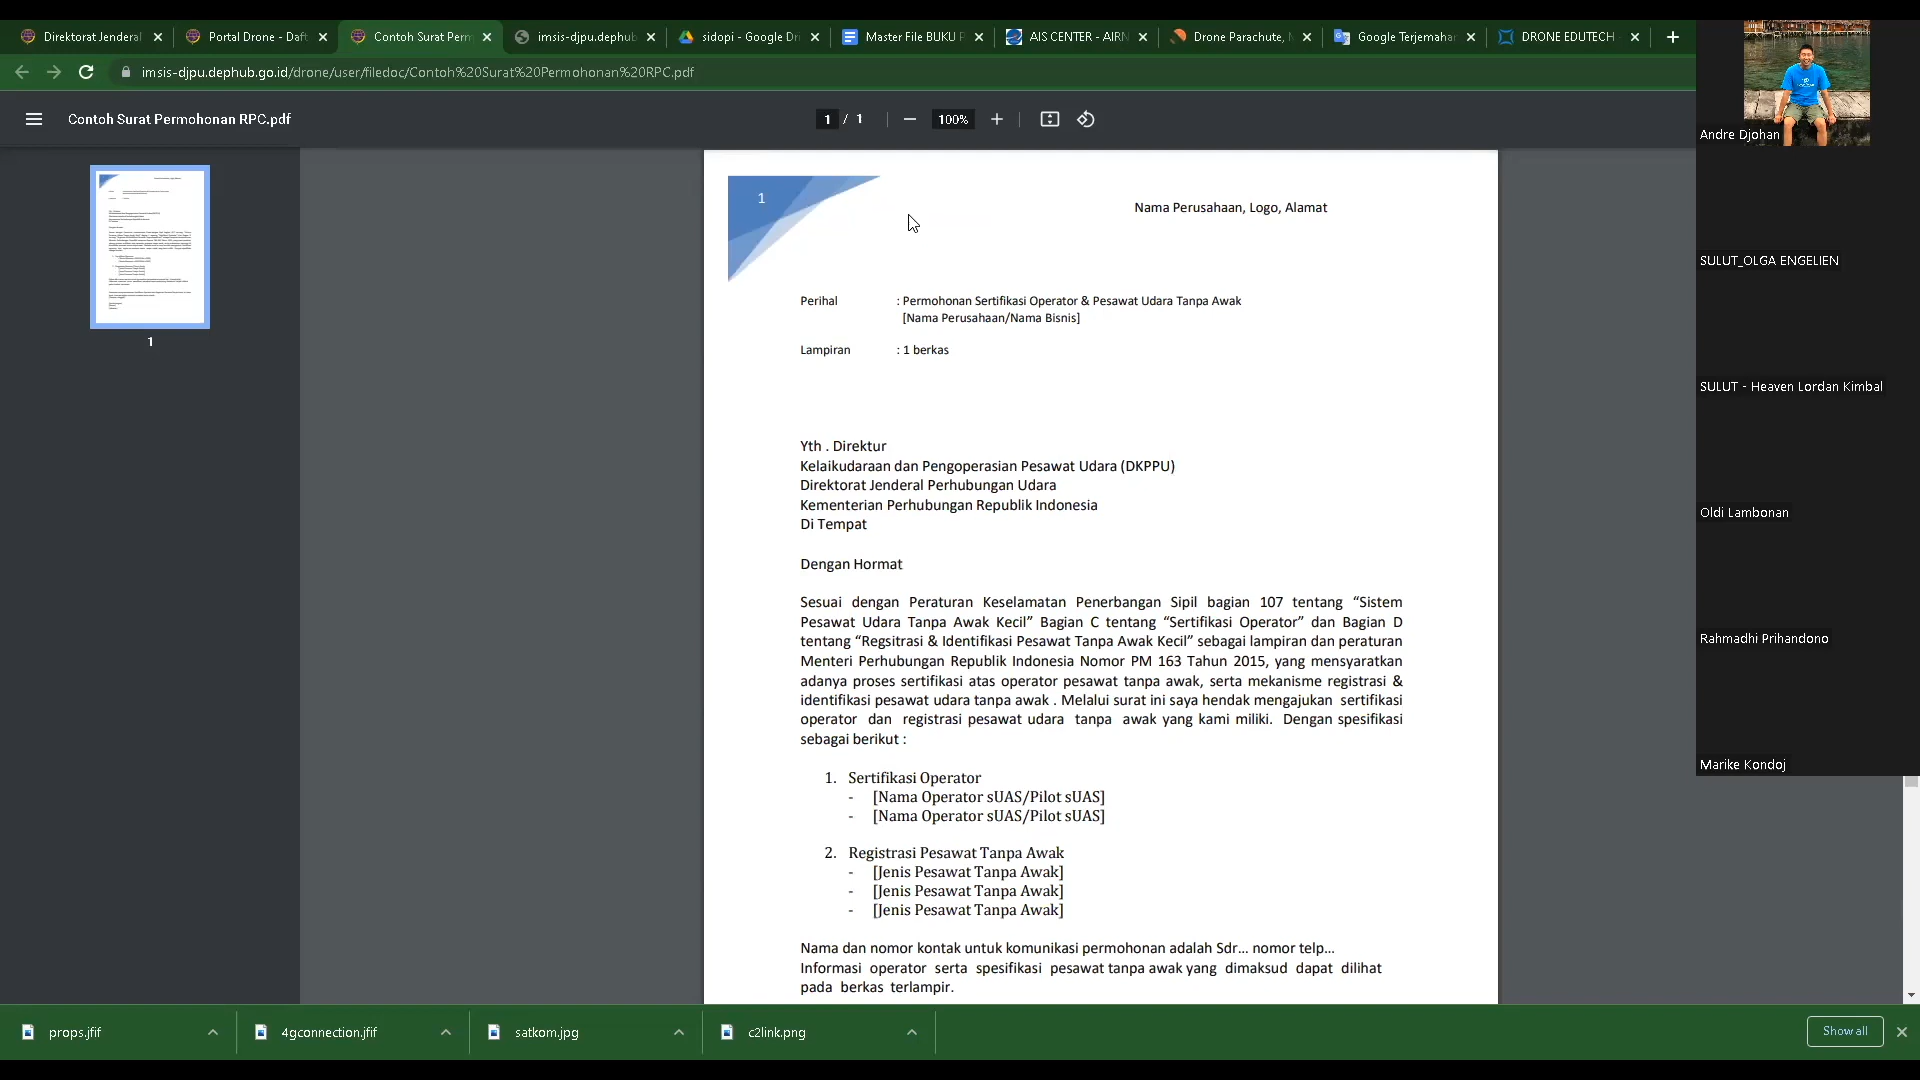 Direktorat Jenderal
Portal Drone - Daft
Contoh Surat Perm
imsis-djpu.dephub
sidopi - Google Dri
Master File BUKU P
AIS CENTER - AIRN
Drone Parachute,
Google Terjemahan
DRONE EDUTECH
imsis-djpu.dephub.go.id/drone/user/filedoc/Contoh%20Surat%20Permohonan%20RPC.pdf
Contoh Surat Permohonan RPC.pdf
1 / 1
100%
1
1
Nama Perusahaan, Logo, Alamat
Perihal : Permohonan Sertifikasi Operator & Pesawat Udara Tanpa Awak
[Nama Perusahaan/Nama Bisnis]
Lampiran : 1 berkas
Yth . Direktur
Kelaikudaraan dan Pengoperasian Pesawat Udara (DKPPU)
Direktorat Jenderal Perhubungan Udara
Kementerian Perhubungan Republik Indonesia
Di Tempat
Dengan Hormat
Sesuai dengan Peraturan Keselamatan Penerbangan Sipil bagian 107 tentang “Sistem
Pesawat Udara Tanpa Awak Kecil” Bagian C tentang “Sertifikasi Operator” dan Bagian D
tentang “Regsitrasi & Identifikasi Pesawat Tanpa Awak Kecil” sebagai lampiran dan peraturan
Menteri Perhubungan Republik Indonesia Nomor PM 163 Tahun 2015, yang mensyaratkan
adanya proses sertifikasi atas operator pesawat tanpa awak, serta mekanisme registrasi &
identifikasi pesawat udara tanpa awak . Melalui surat ini saya hendak mengajukan sertifikasi
operator dan registrasi pesawat udara tanpa awak yang kami miliki. Dengan spesifikasi
sebagai berikut :
1. Sertifikasi Operator
- [Nama Operator sUAS/Pilot sUAS]
- [Nama Operator sUAS/Pilot sUAS]
2. Registrasi Pesawat Tanpa Awak
- [Jenis Pesawat Tanpa Awak]
- [Jenis Pesawat Tanpa Awak]
- [Jenis Pesawat Tanpa Awak]
Nama dan nomor kontak untuk komunikasi permohonan adalah Sdr... nomor telp...
Informasi operator serta spesifikasi pesawat tanpa awak yang dimaksud dapat dilihat
pada berkas terlampir.
Andre Djohan
SULUT_OLGA ENGELIEN
SULUT - Heaven Lordan Kimbal
Oldi Lambonan
Rahmadhi Prihandono
Marike Kondoj
props.jfif
4gconnection.jfif
satkom.jpg
c2link.png
Show all